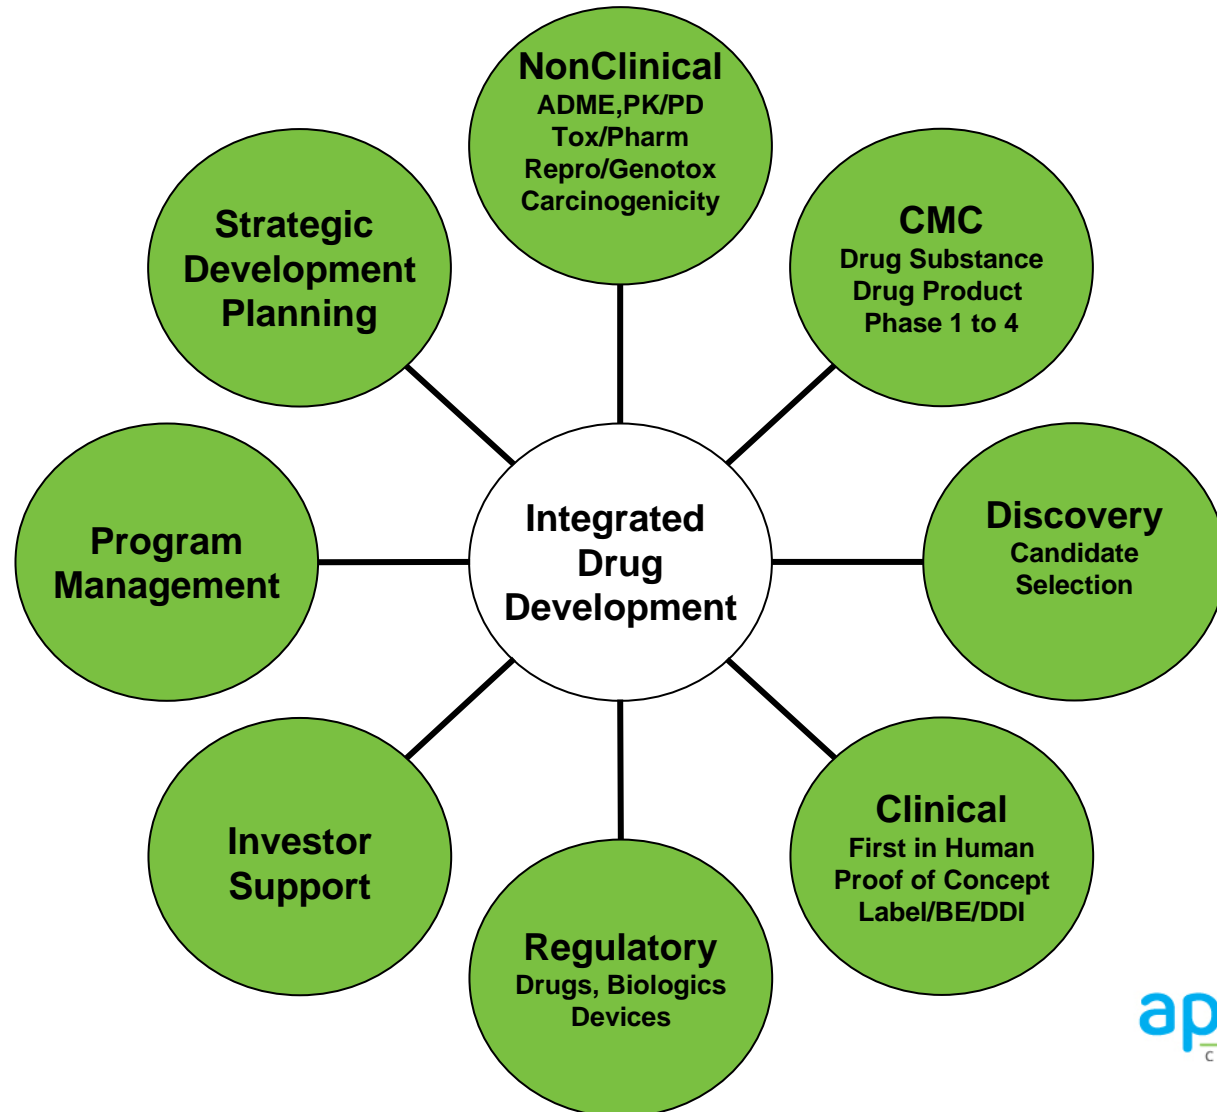 NonClinical
ADME,PK/PD
Tox/Pharm
Repro/Genotox
Carcinogenicity
CMC
Drug Substance
Drug Product
Phase 1 to 4
Discovery
Candidate
Selection
Clinical
First in Human
Proof of Concept
Label/BE/DDI
Regulatory
Drugs, Biologics
Devices
Investor
Support
Program
Management
Strategic
Development
Planning
Integrated
Drug
Development